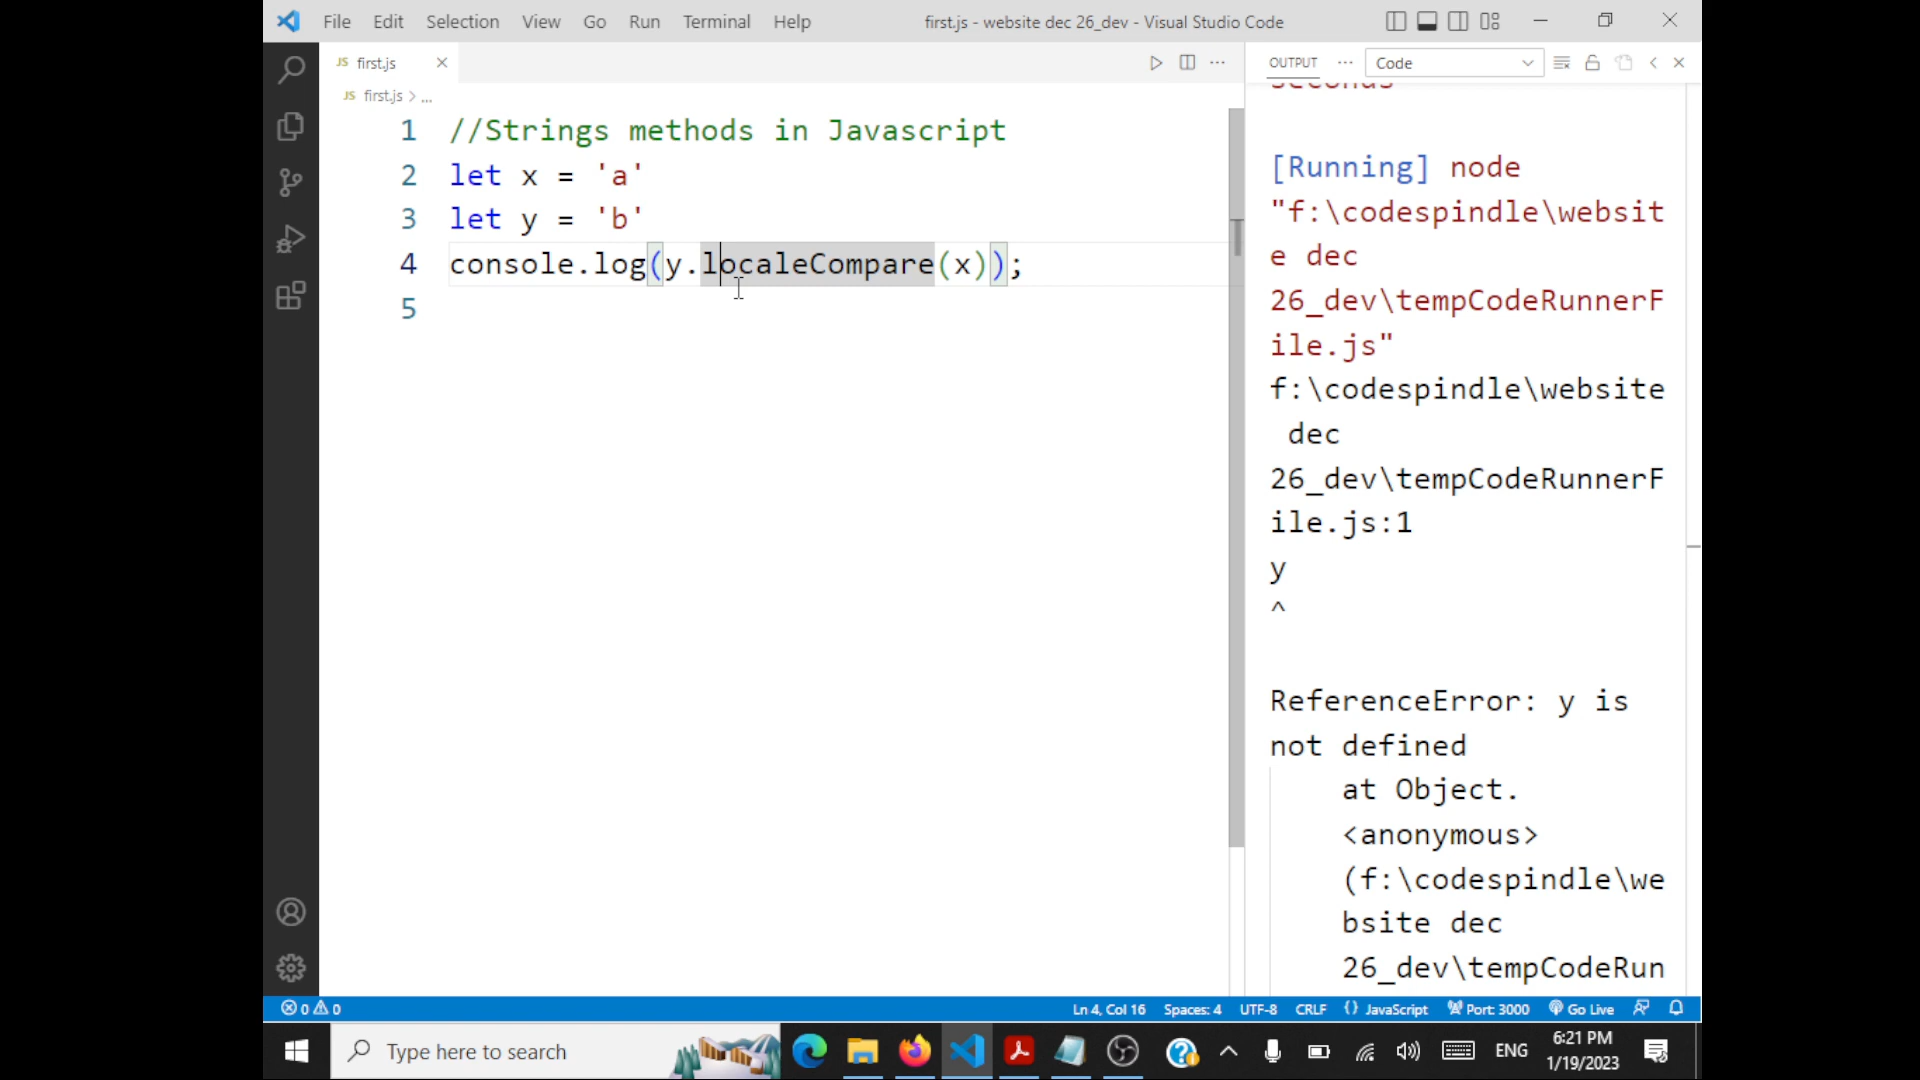 File Edit Selection View Go Run Terminal Help first.js - website dec 26_dev - Visual Studio Code
JS first.js
JS first.js > ...
1 //Strings methods in Javascript
2 let x = 'a'
3 let y = 'b'
4 console.log(y.localeCompare(x));
5
OUTPUT ... Code
seconds
[Running] node
"f:\codespindle\websit
e dec
26_dev\tempCodeRunnerF
ile.js"
f:\codespindle\website
dec
26_dev\tempCodeRunnerF
ile.js:1
y
^
ReferenceError: y is
not defined
at Object.
<anonymous>
(f:\codespindle\we
bsite dec
26_dev\tempCodeRun
0 0 Ln 4, Col 16 Spaces: 4 UTF-8 CRLF {} JavaScript Port: 3000 Go Live
Type here to search ENG 6:21 PM
1/19/2023